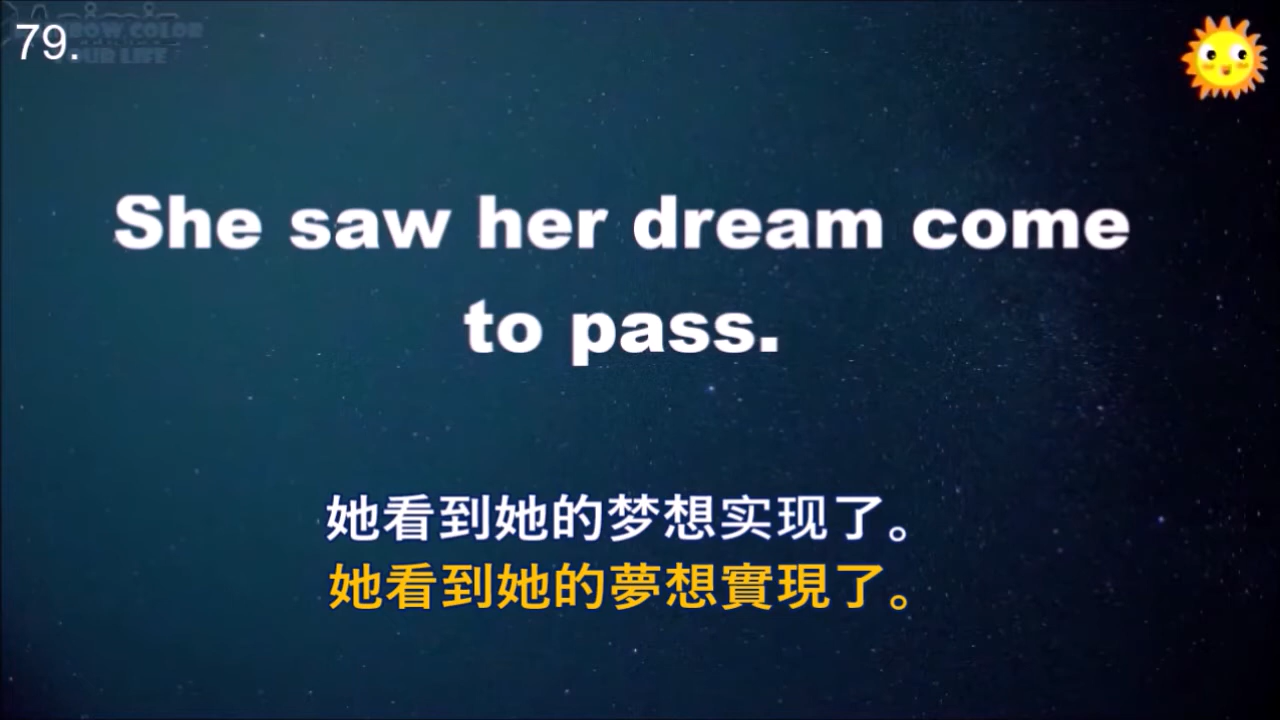 79.
She saw her dream come
to pass.
她看到她的梦想实现了。
她看到她的夢想實現了。